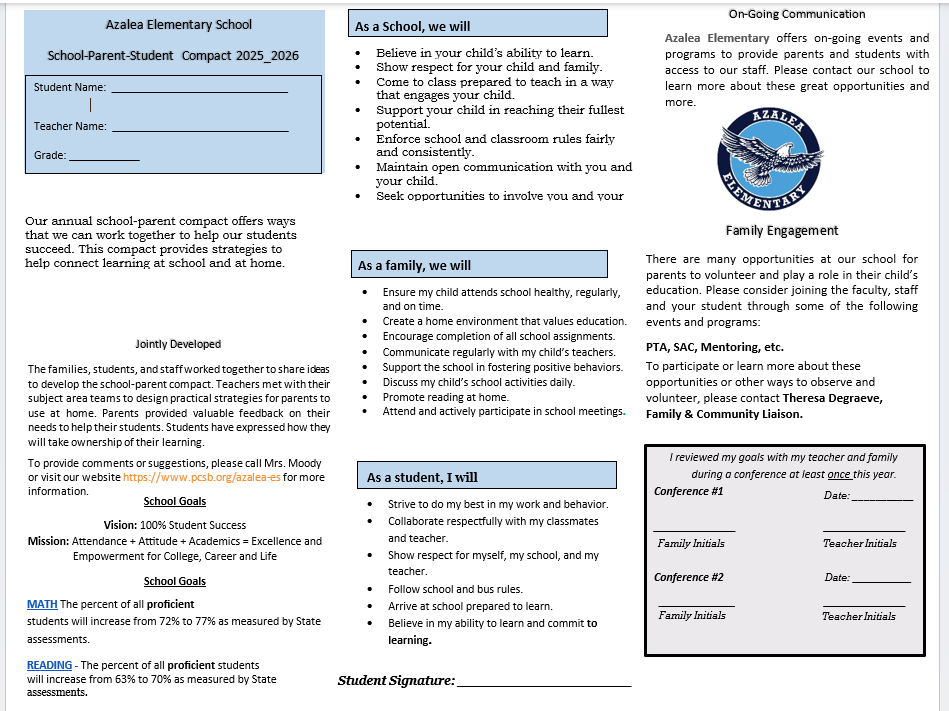 Azalea Elementary School
School-Parent-Student Compact 2025_2026
Student Name: ______________________________
Teacher Name: ______________________________
Grade: ____________
Our annual school-parent compact offers ways
that we can work together to help our students
succeed. This compact provides strategies to
help connect learning at school and at home.
Jointly Developed
The families, students, and staff worked together to share ideas
to develop the school-parent compact. Teachers met with their
subject area teams to design practical strategies for parents to
use at home. Parents provided valuable feedback on their
needs to help their students. Students have expressed how they
will take ownership of their learning.
To provide comments or suggestions, please call Mrs. Moody
or visit our website https://www.pcsb.org/azalea-es for more
information.
School Goals
Vision: 100% Student Success
Mission: Attendance + Attitude + Academics = Excellence and
Empowerment for College, Career and Life
School Goals
MATH The percent of all proficient
students will increase from 72% to 77% as measured by State
assessments.
READING - The percent of all proficient students
will increase from 63% to 70% as measured by State
assessments.
As a School, we will
• Believe in your child's ability to learn.
• Show respect for your child and family.
• Come to class prepared to teach in a way
that engages your child.
• Support your child in reaching their fullest
potential.
• Enforce school and classroom rules fairly
and consistently.
• Maintain open communication with you and
your child.
• Seek opportunities to involve you and your
As a family, we will
• Ensure my child attends school healthy, regularly,
and on time.
• Create a home environment that values education.
• Encourage completion of all school assignments.
• Communicate regularly with my child's teachers.
• Support the school in fostering positive behaviors.
• Discuss my child's school activities daily.
• Promote reading at home.
• Attend and actively participate in school meetings.
As a student, I will
• Strive to do my best in my work and behavior.
• Collaborate respectfully with my classmates
and teacher.
• Show respect for myself, my school, and my
teacher.
• Follow school and bus rules.
• Arrive at school prepared to learn.
• Believe in my ability to learn and commit to
learning.
Student Signature: _________________________
On-Going Communication
Azalea Elementary offers on-going events and
programs to provide parents and students with
access to our staff. Please contact our school to
learn more about these great opportunities and
more.
AZALEA
ELEMENTARY
Family Engagement
There are many opportunities at our school for
parents to volunteer and play a role in their child's
education. Please consider joining the faculty, staff
and your student through some of the following
events and programs:
PTA, SAC, Mentoring, etc.
To participate or learn more about these
opportunities or other ways to observe and
volunteer, please contact Theresa Degraeve,
Family & Community Liaison.
I reviewed my goals with my teacher and family
during a conference at least once this year.
Conference #1 Date: ___________
______________ ______________
Family Initials Teacher Initials
Conference #2 Date: ___________
______________ ______________
Family Initials Teacher Initials